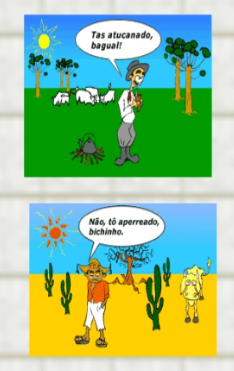 Tas atucanado,
bagual!
Não, tô aperreado,
bichinho.